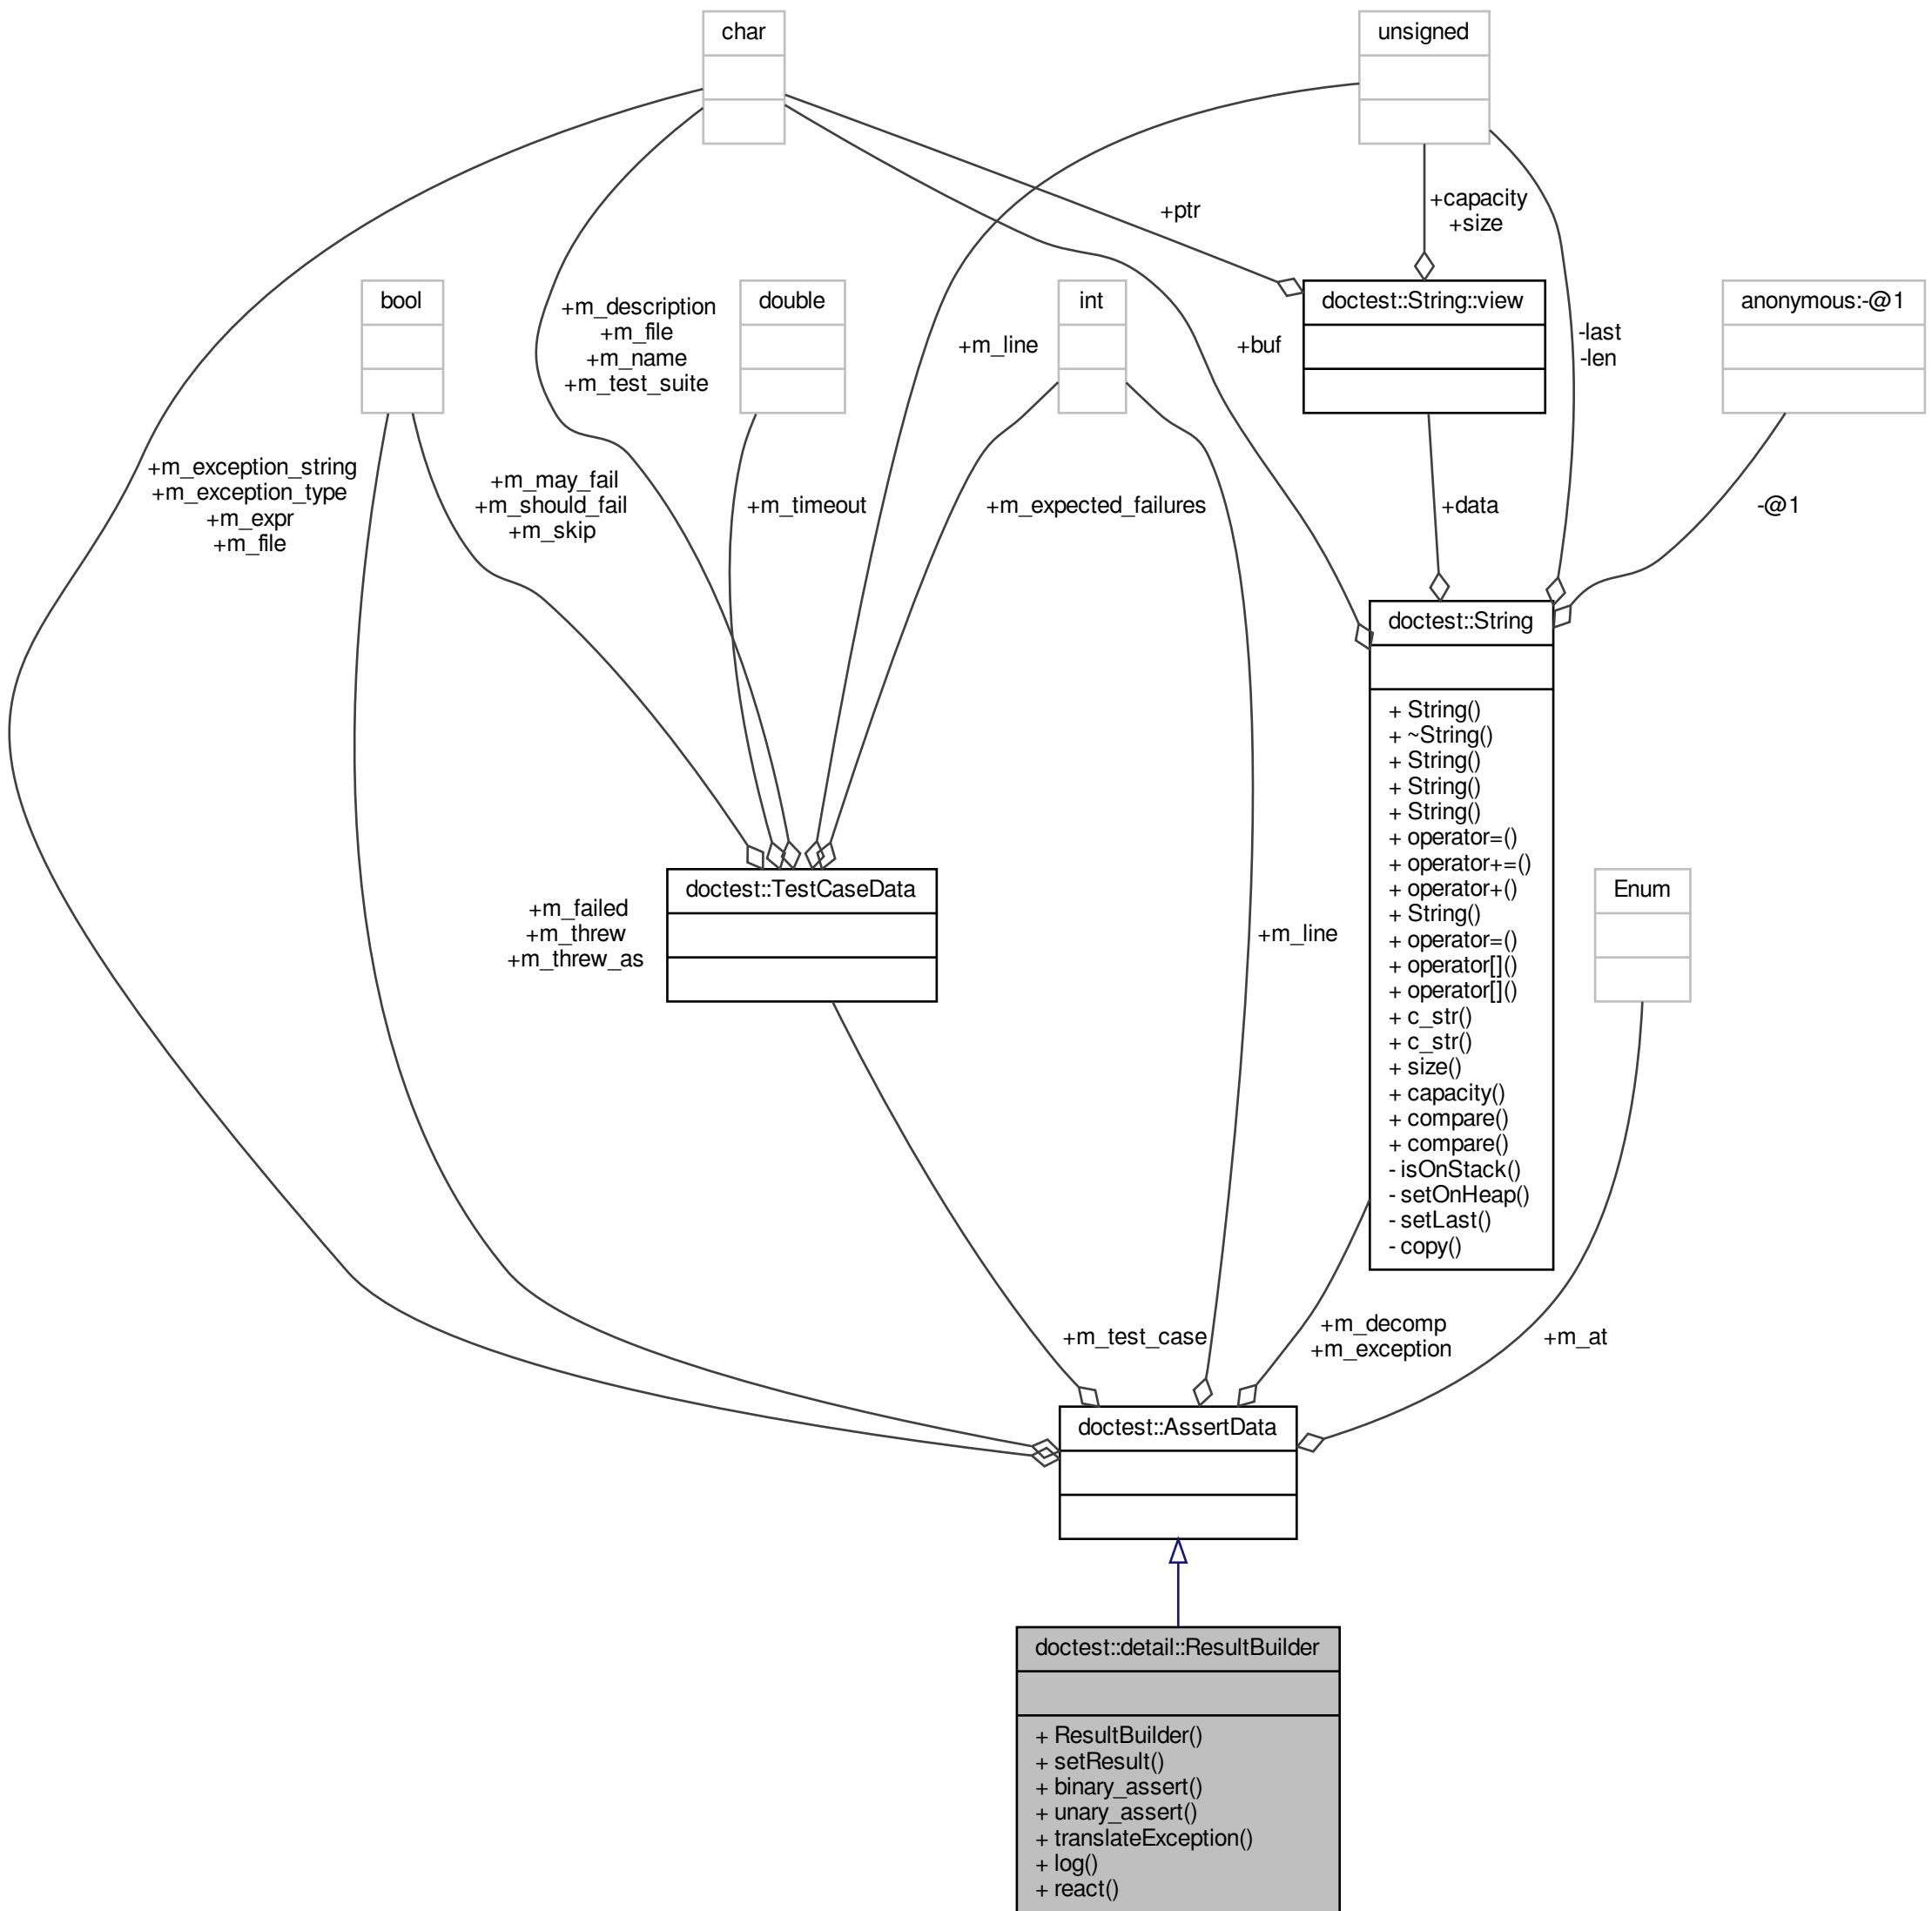 char
unsigned
+ptr
+capacity
+size
bool
+m_description
+m_file
+m_name
+m_test_suite
double
+m_line
int
+buf
doctest::String::view
-last
-len
anonymous:-@1
+m_exception_string
+m_exception_type
+m_expr
+m_file
+m_may_fail
+m_should_fail
+m_skip
+m_timeout
+m_expected_failures
+data
-@1
doctest::String
+ String()
+ ~String()
+ String()
+ String()
+ String()
+ operator=()
+ operator+=()
+ operator+()
+ String()
+ operator=()
+ operator[]()
+ operator[]()
+ c_str()
+ c_str()
+ size()
+ capacity()
+ compare()
+ compare()
- isOnStack()
- setOnHeap()
- setLast()
- copy()
+m_failed
+m_threw
+m_threw_as
doctest::TestCaseData
+m_line
Enum
+m_test_case
+m_decomp
+m_exception
+m_at
doctest::AssertData
doctest::detail::ResultBuilder
+ ResultBuilder()
+ setResult()
+ binary_assert()
+ unary_assert()
+ translateException()
+ log()
+ react()